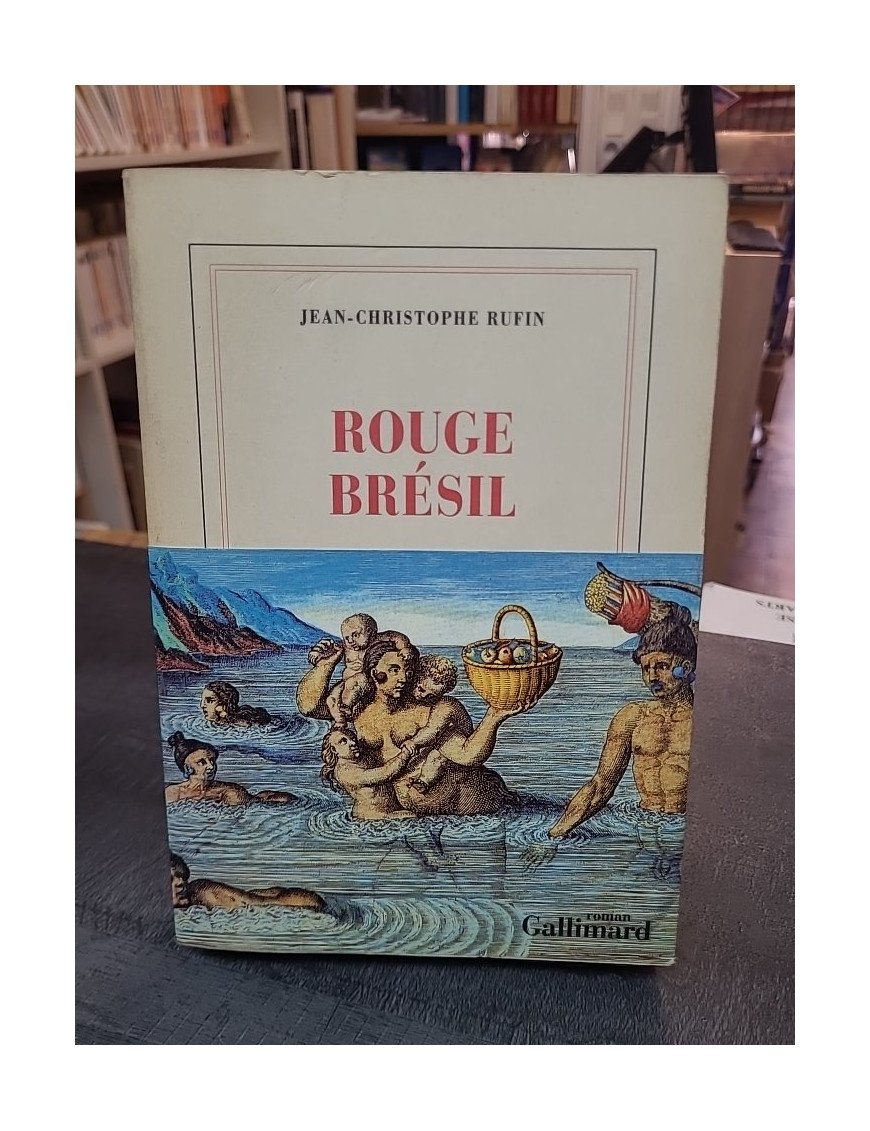 JEAN-CHRISTOPHE RUFIN
ROUGE
BRÉSIL
roman
Gallimard